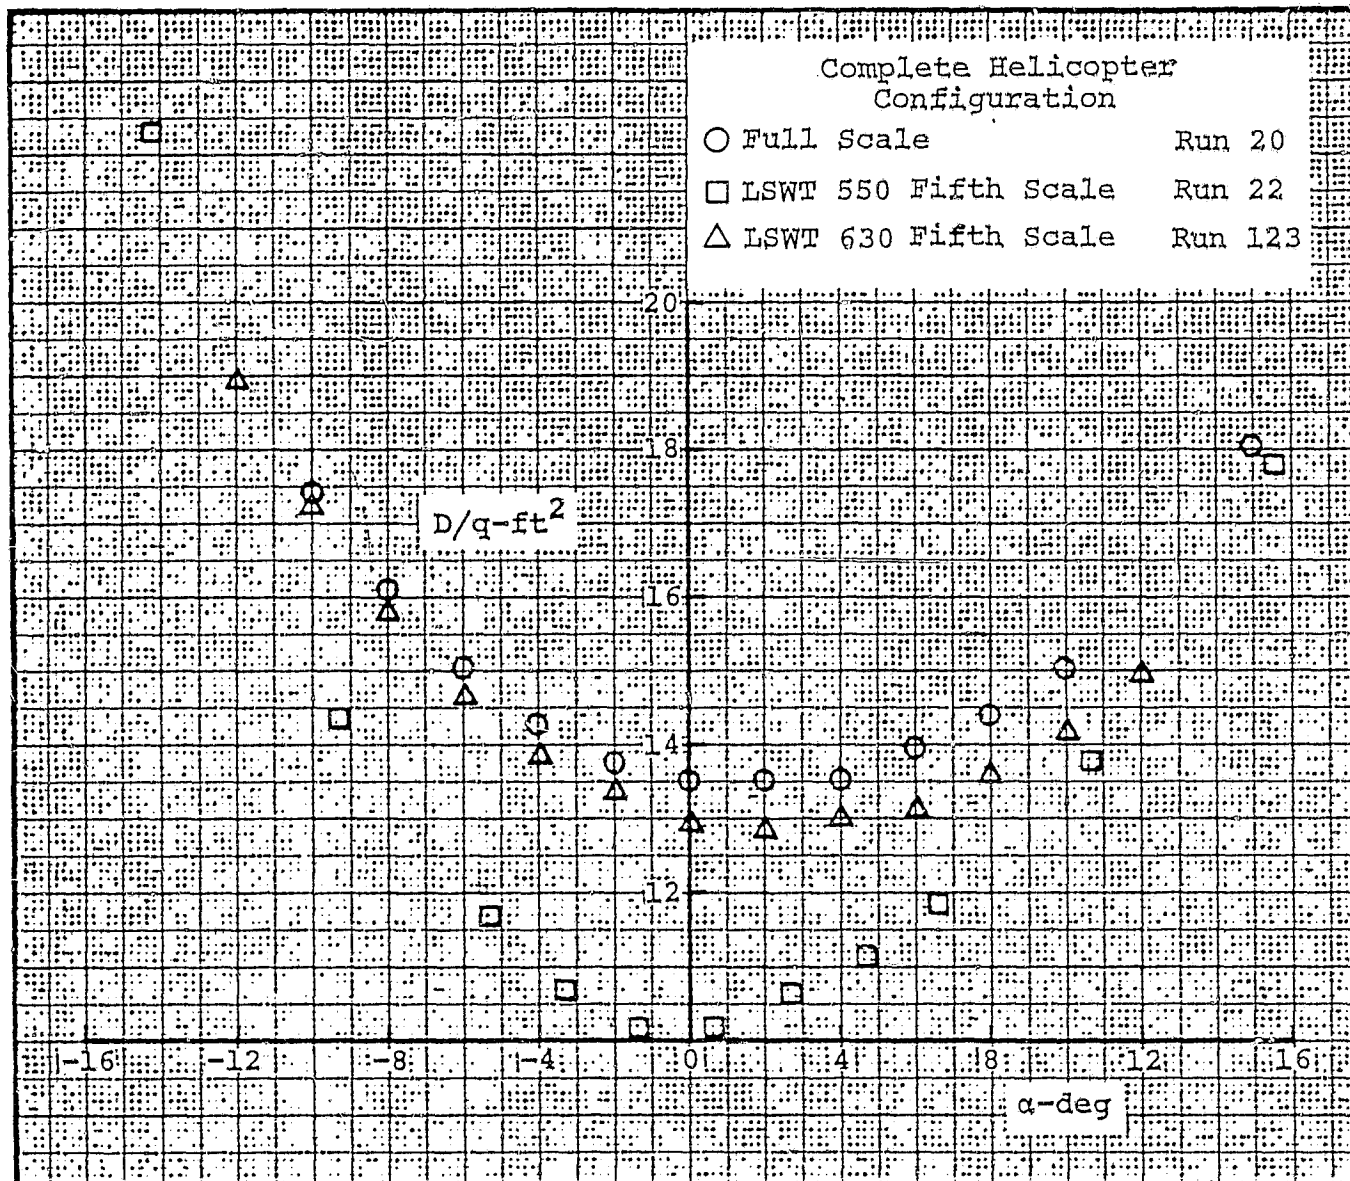 Complete Helicopter
Configuration
○ Full Scale Run 20
□ LSWT 550 Fifth Scale Run 22
△ LSWT 630 Fifth Scale Run 123
20
18
D/q-ft²
16
14
12
-16 -12 -8 -4 0 4 8 12 16
α-deg